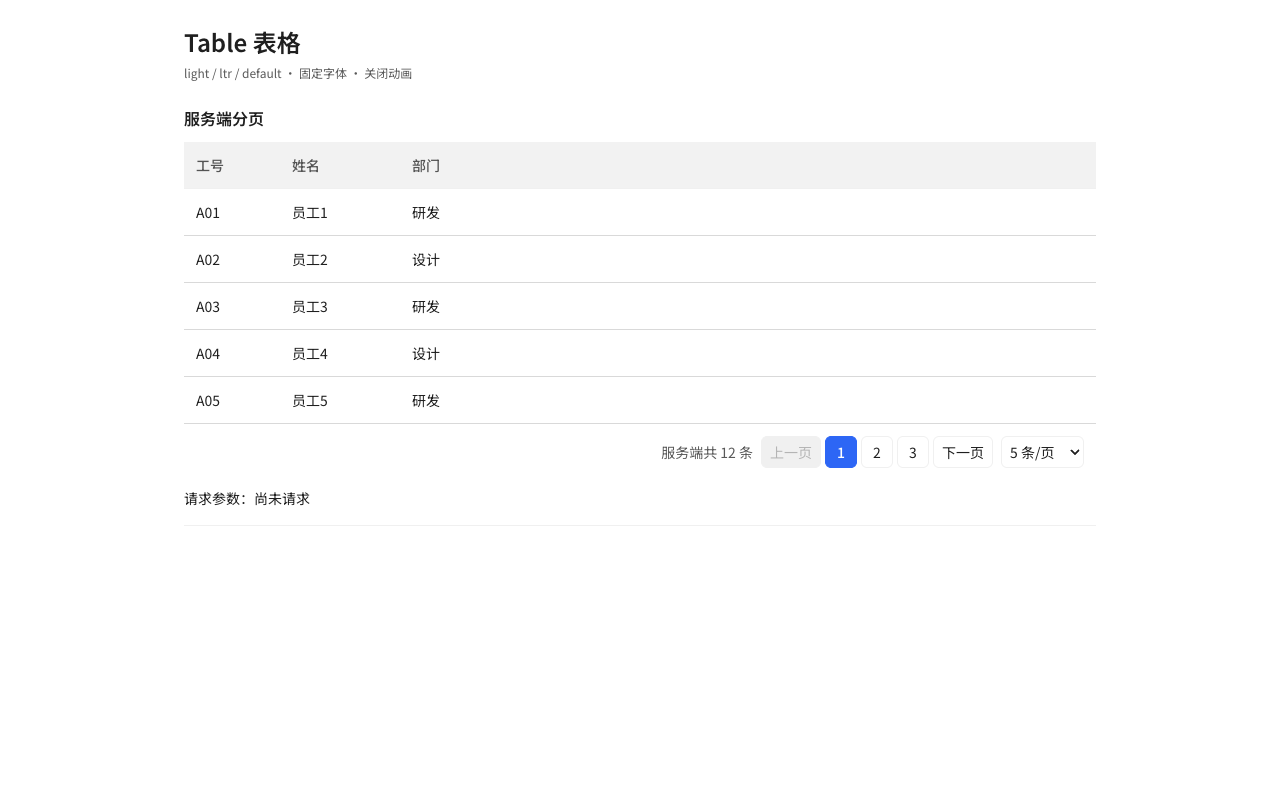 Table 表格
light / ltr / default ・ 固定字体 ・ 关闭动画
服务端分页
工号 姓名 部门
A01 员工1 研发
A02 员工2 设计
A03 员工3 研发
A04 员工4 设计
A05 员工5 研发
服务端共 12 条 上一页 1 2 3 下一页 5 条/页
请求参数：尚未请求